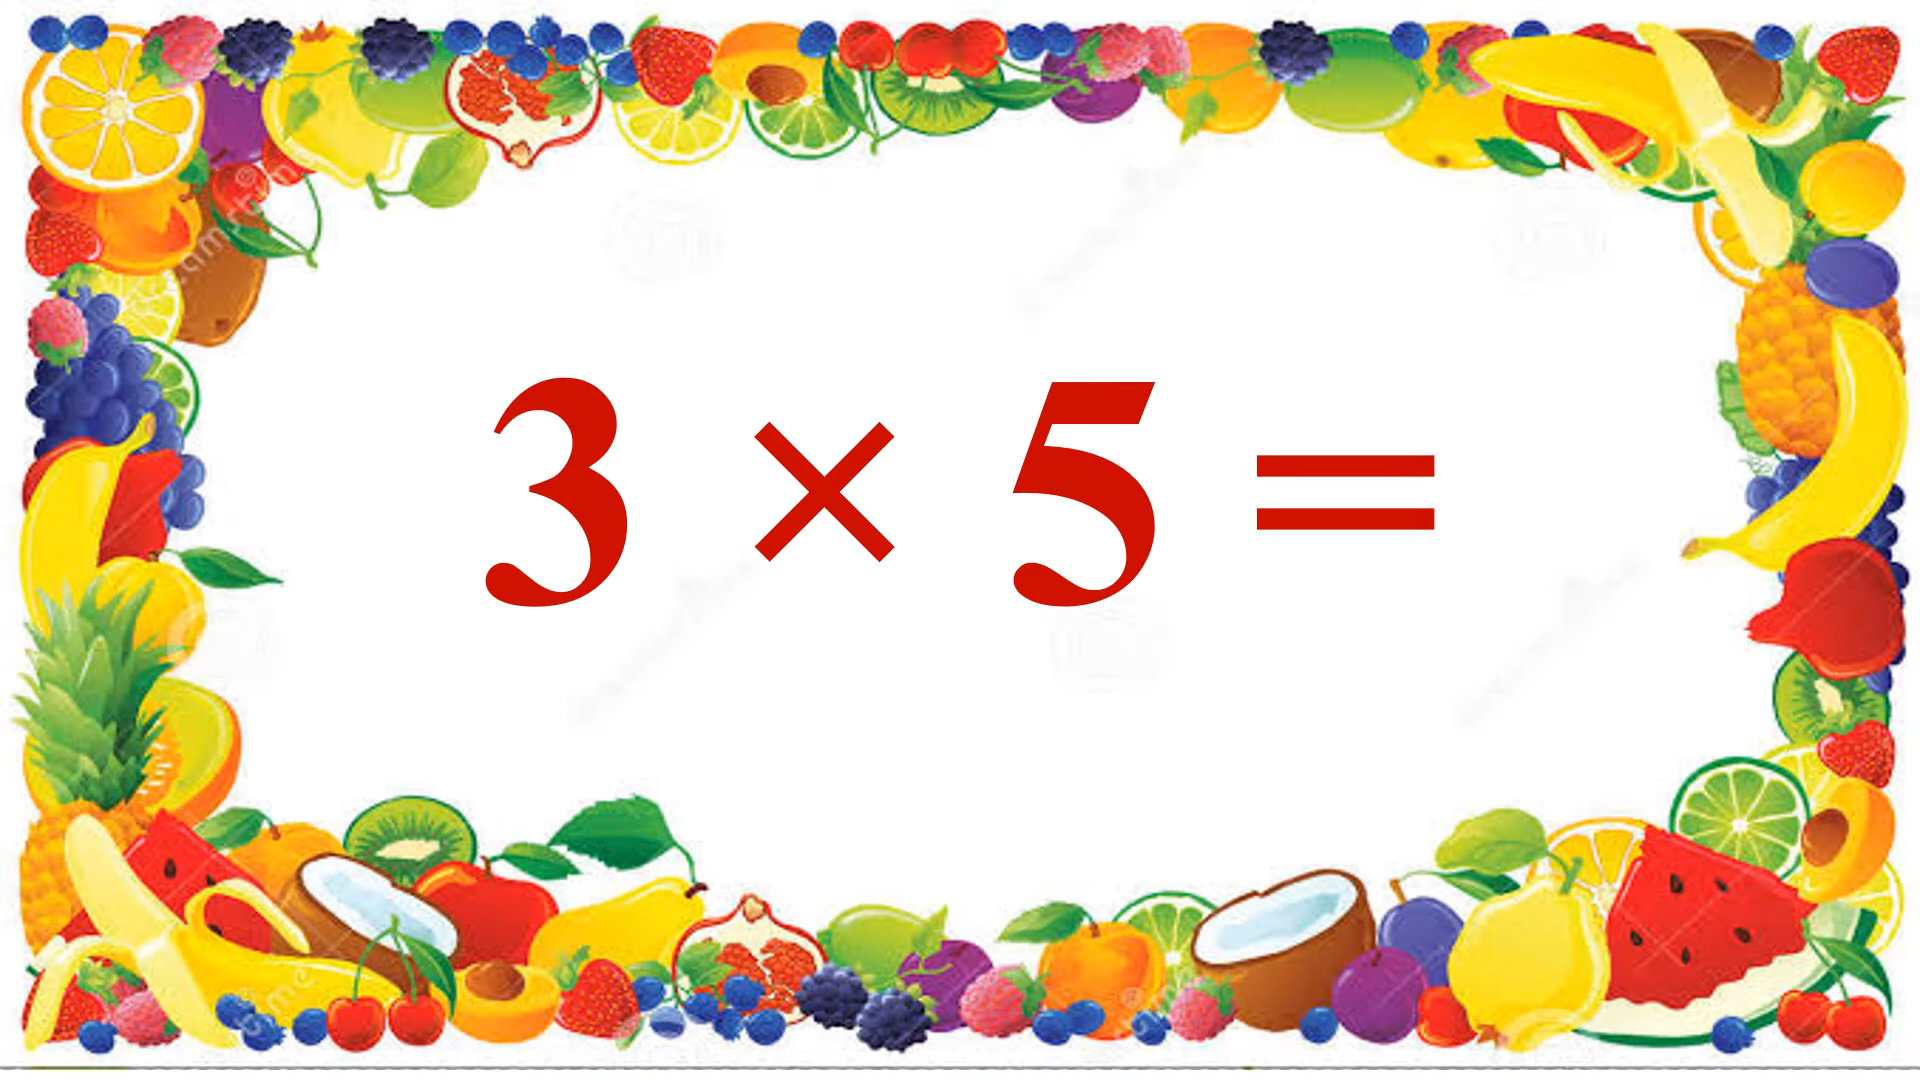 3 × 5 =